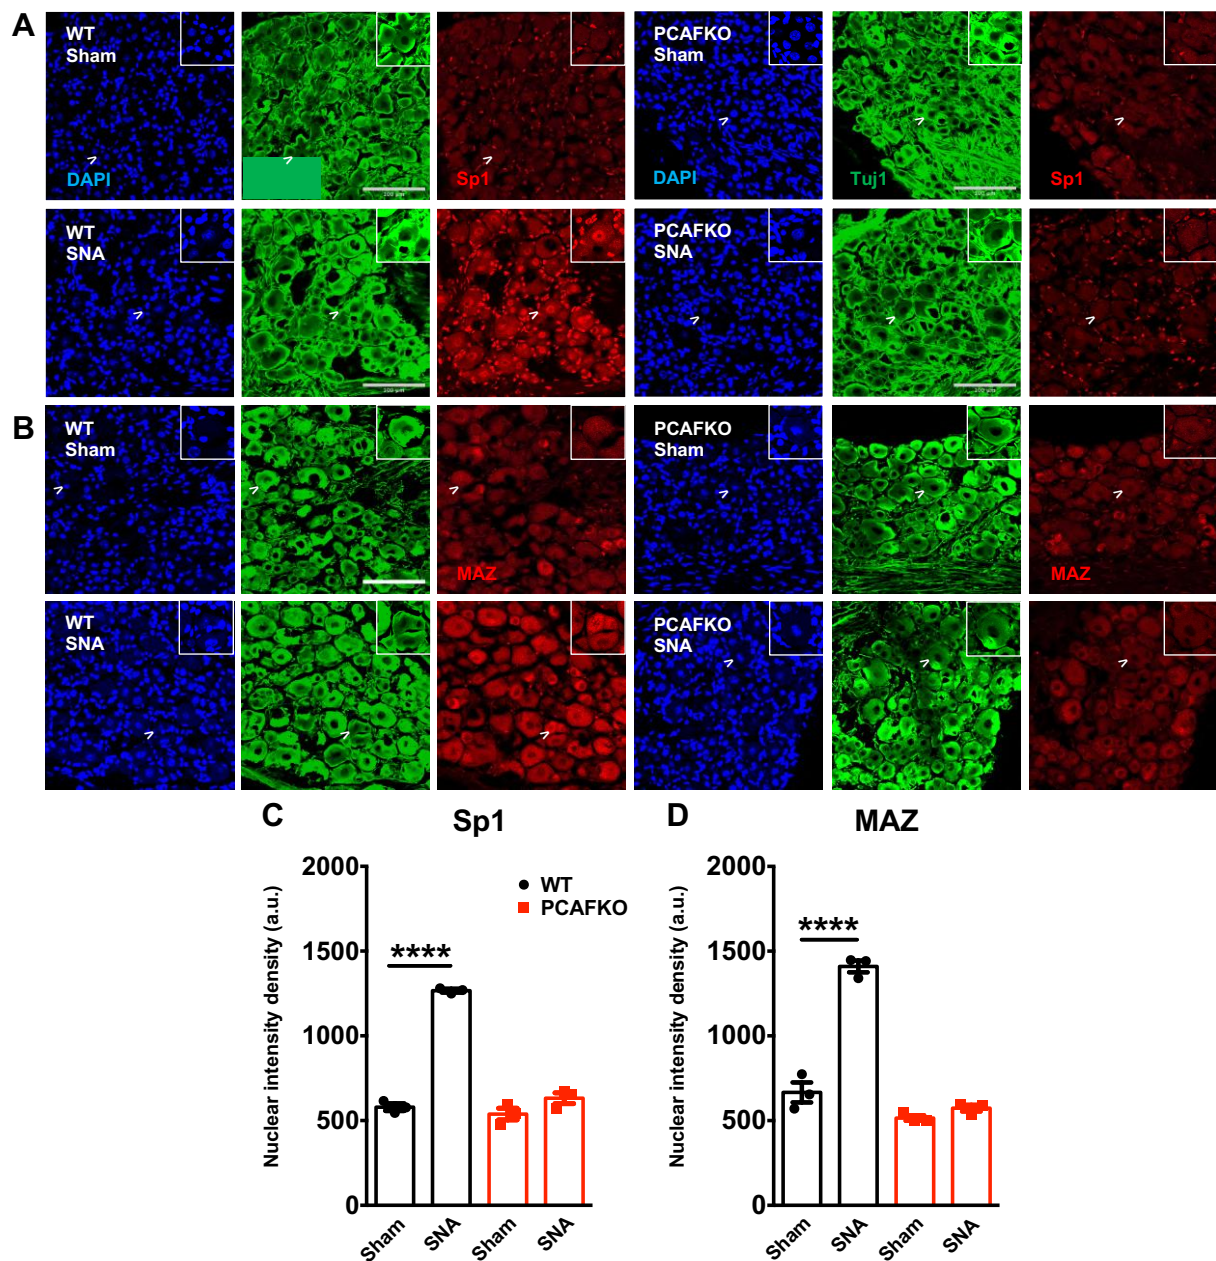 A
WT
Sham
DAPI
Sp1
PCAFKO
Sham
DAPI
Tuj1
Sp1
WT
SNA
PCAFKO
SNA
B
WT
Sham
MAZ
PCAFKO
Sham
MAZ
WT
SNA
PCAFKO
SNA
C
Sp1
Nuclear intensity density (a.u.)
2000
1500
1000
500
0
****
WT
PCAFKO
Sham
SNA
Sham
SNA
D
MAZ
Nuclear intensity density (a.u.)
2000
1500
1000
500
0
****
Sham
SNA
Sham
SNA